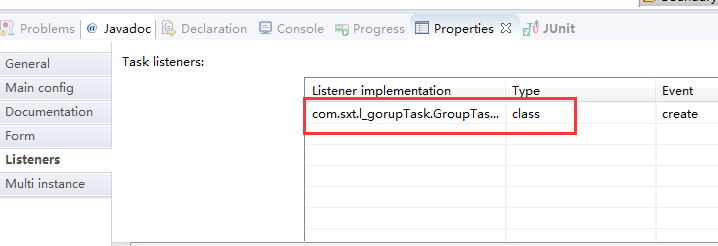 Problems @ Javadoc Declaration Console Progress Properties JUnit
General
Main config
Documentation
Form
Listeners
Multi instance
Task listeners:
Listener implementation Type Event
com.sxt.l_gorupTask.GroupTas... class create